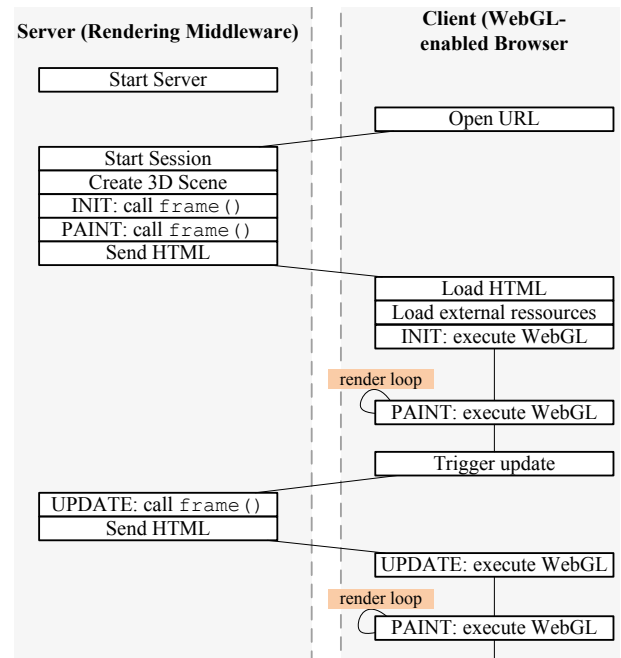 Server (Rendering Middleware)
Client (WebGL-
enabled Browser
Start Server
Open URL
Start Session
Create 3D Scene
INIT: call frame()
PAINT: call frame()
Send HTML
Load HTML
Load external ressources
INIT: execute WebGL
render loop
PAINT: execute WebGL
Trigger update
UPDATE: call frame()
Send HTML
UPDATE: execute WebGL
render loop
PAINT: execute WebGL